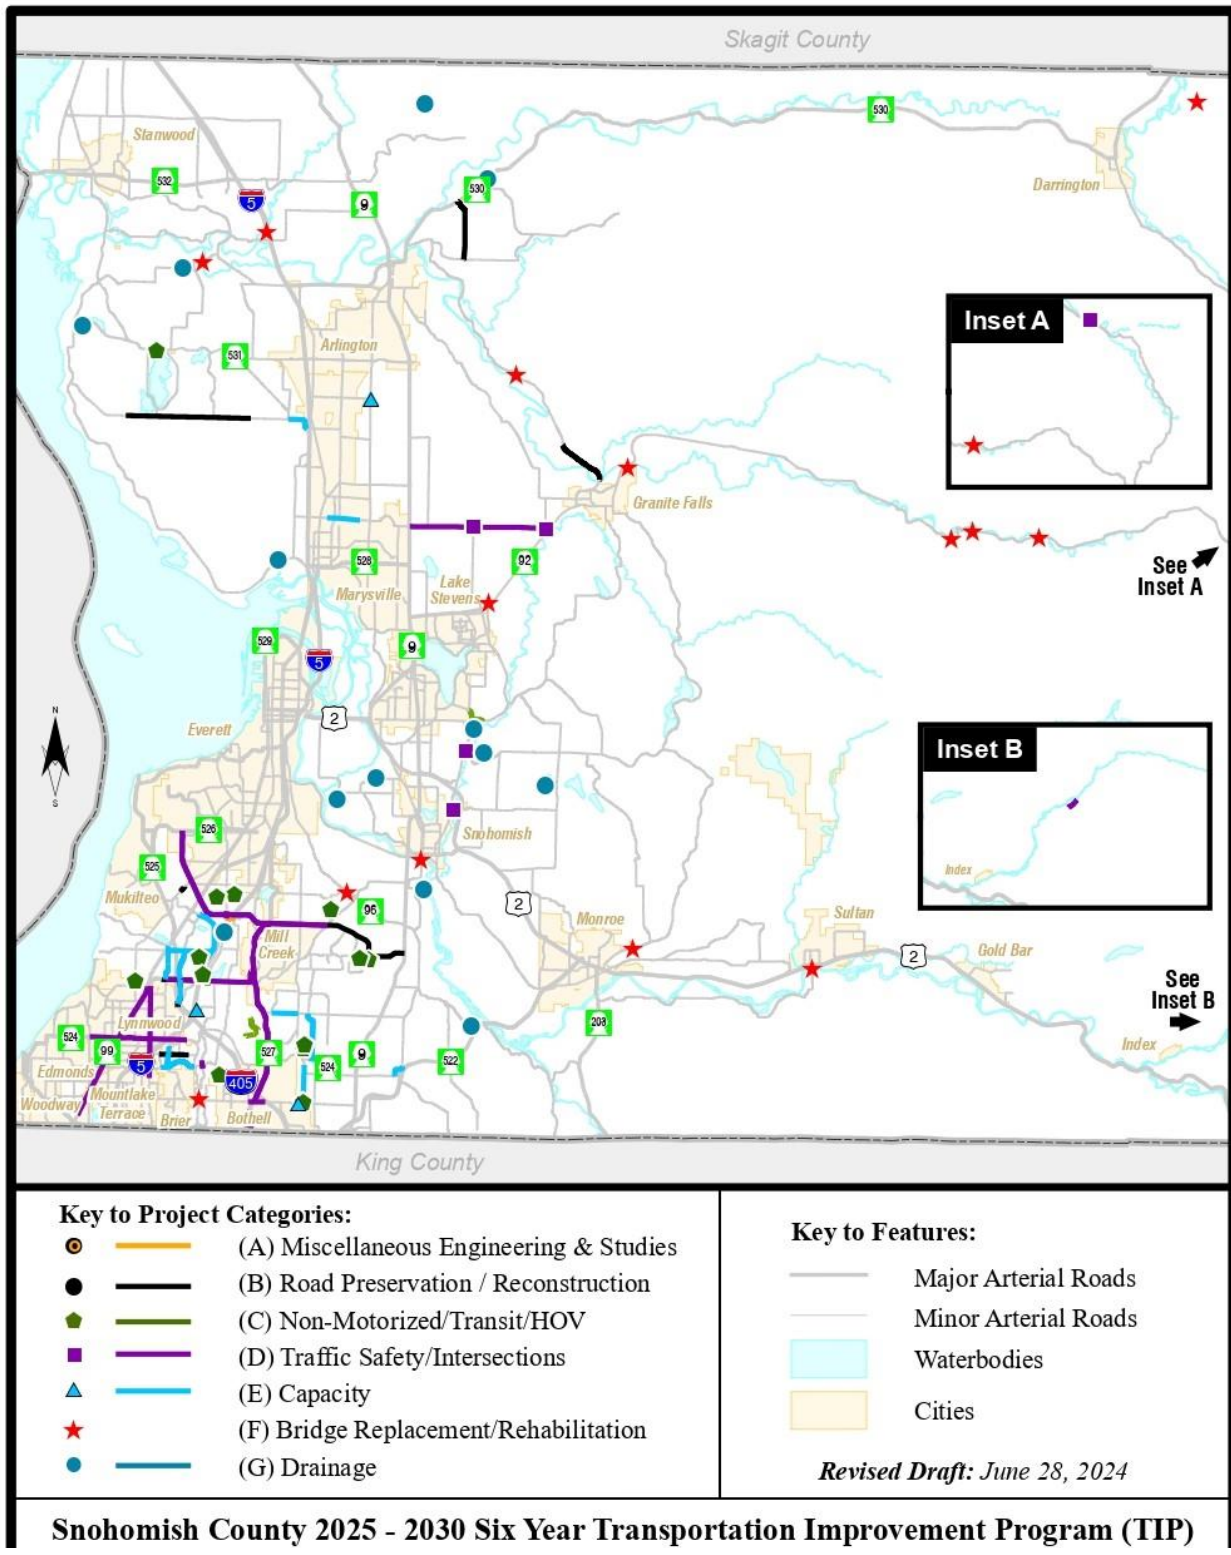 Skagit County
530
Stanwood
532
5
9
530
Darrington
Inset A
531
Arlington
Granite Falls
528
92
Marysville
Lake
Stevens
See
Inset A
529
9
5
N
S
2
Everett
Inset B
Index
526
Snohomish
525
Mukilteo
96
2
Monroe
Sultan
Mill
Creek
2
Gold Bar
See
Inset B
Lynnwood
203
524
99
5
527
524
9
522
Index
Edmonds
405
Woodway
Mountlake
Terrace
Brier
Bothell
King County
Key to Project Categories:
(A) Miscellaneous Engineering & Studies
(B) Road Preservation / Reconstruction
(C) Non-Motorized/Transit/HOV
(D) Traffic Safety/Intersections
(E) Capacity
(F) Bridge Replacement/Rehabilitation
(G) Drainage
Key to Features:
Major Arterial Roads
Minor Arterial Roads
Waterbodies
Cities
Revised Draft: June 28, 2024
Snohomish County 2025 - 2030 Six Year Transportation Improvement Program (TIP)